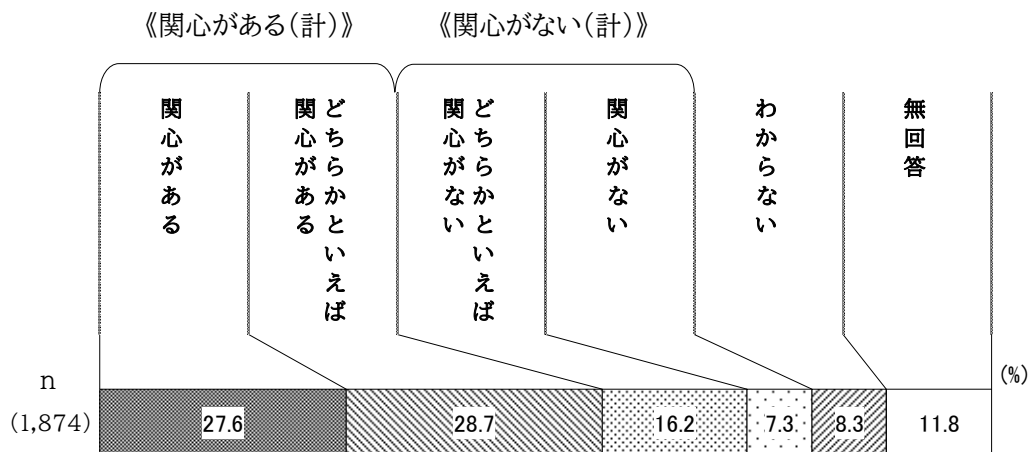 《関心がある(計)》 《関心がない(計)》
関心がある
どちらかといえば
関心がある
どちらかといえば
関心がない
関心がない
わからない
無回答
(%)
n
(1,874)
27.6 28.7 16.2 7.3 8.3 11.8